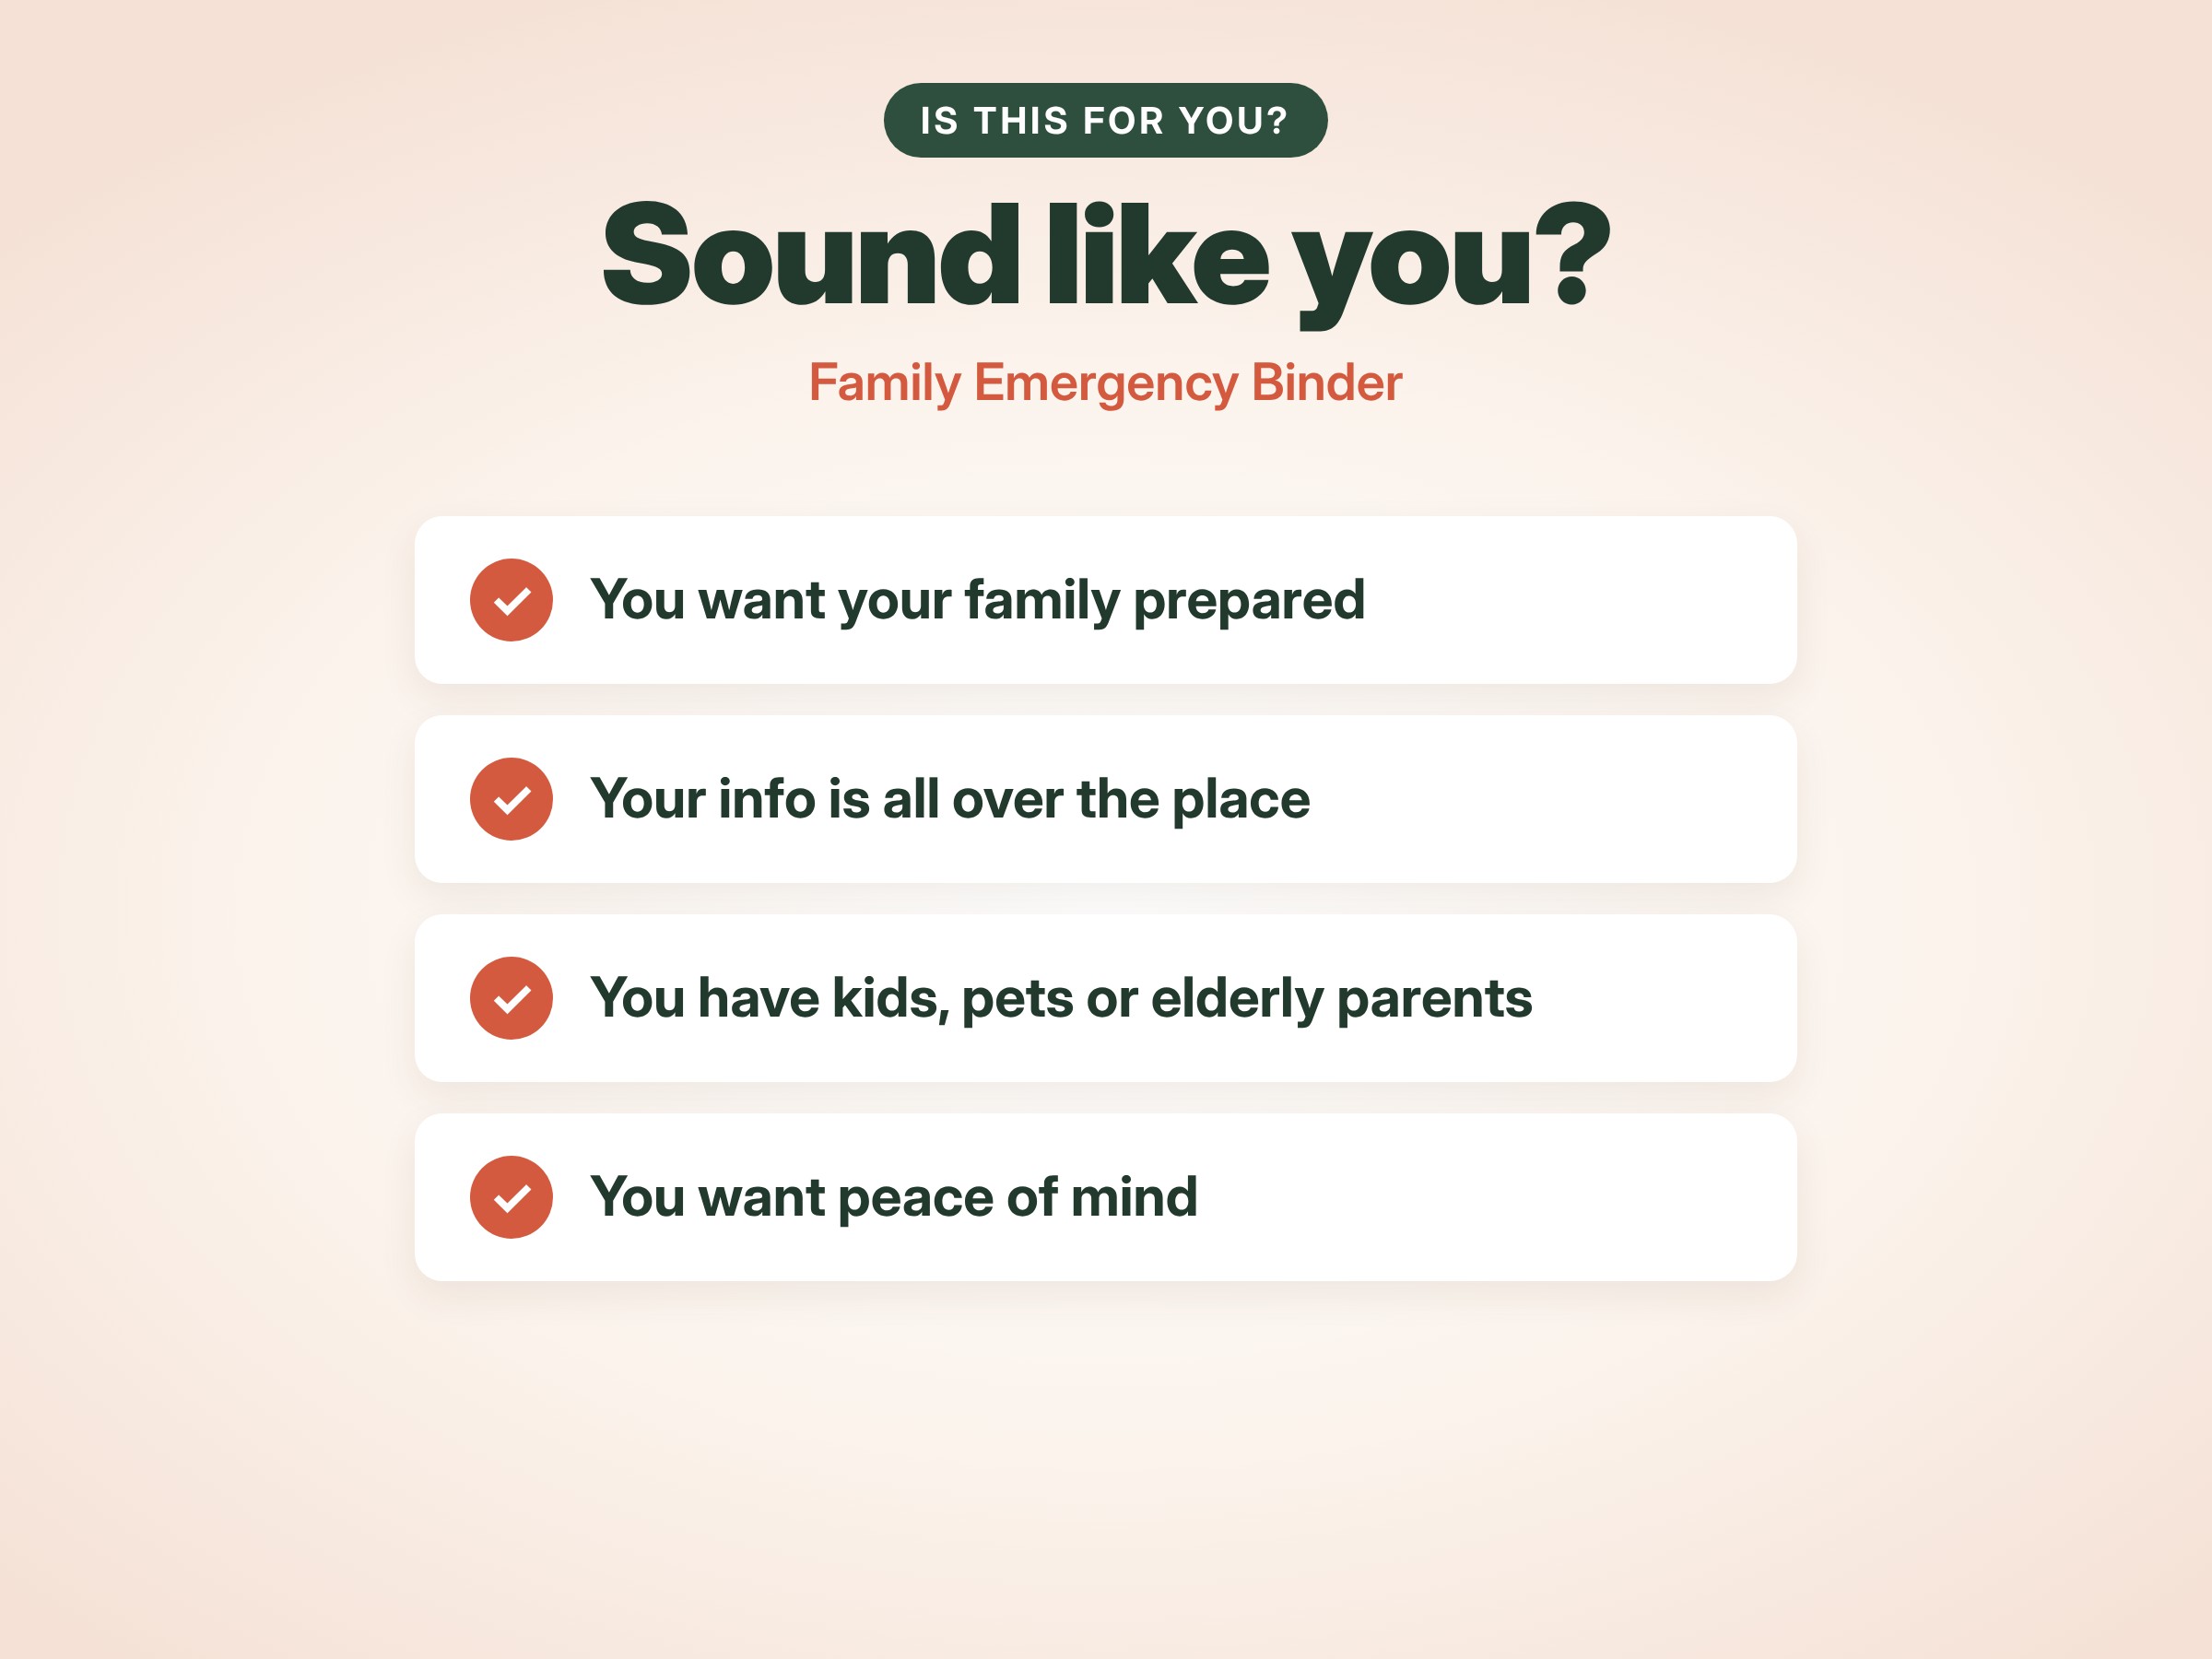 IS THIS FOR YOU?
Sound like you?
Family Emergency Binder
You want your family prepared
Your info is all over the place
You have kids, pets or elderly parents
You want peace of mind